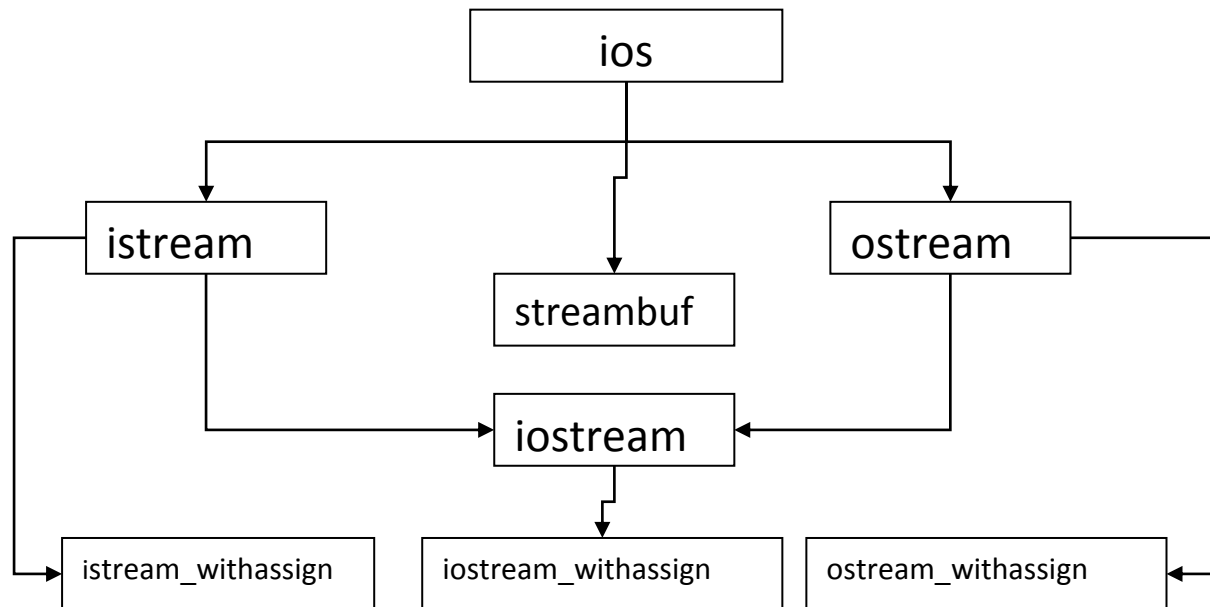 ios
istream
ostream
streambuf
iostream
istream_withassign
iostream_withassign
ostream_withassign